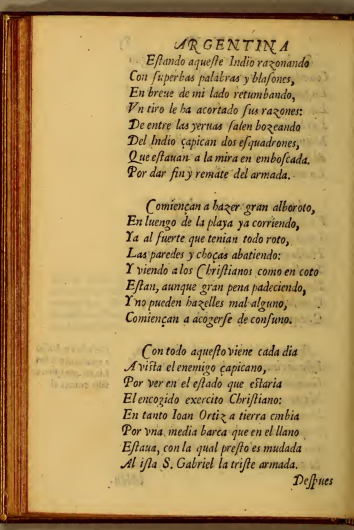 ARGENTINA
Estando aqueste Indio razonando
Con superbas palabras y blasones,
En breue de mi lado retumbando,
Vn tiro le ha acortado sus razones:
De entre las yeruas salen bozeando
Del Indio çapican dos esquadrones,
Que estauan a la mira en emboscada.
Por dar fin y remate del armada.
Comiençan a hazer gran alboroto,
En luengo de la playa ya corriendo,
Ya al fuerte que tenian todo roto,
Las paredes y choças abatiendo:
Y viendo a los Christianos como en coto
Estan, aunque gran pena padeciendo,
Y no pueden hazelles mal alguno,
Comiençan a acogerse de consuno.
Con todo aquesto viene cada dia
A vista el enemigo çapicano,
Por ver en el estado que estaria
El encogido exercito Christiano:
En tanto Ioan Ortiz a tierra embia
Por vna media barca que en el llano
Estaua, con la qual presto es mudada
Al isla S. Gabriel la triste armada.
Despues